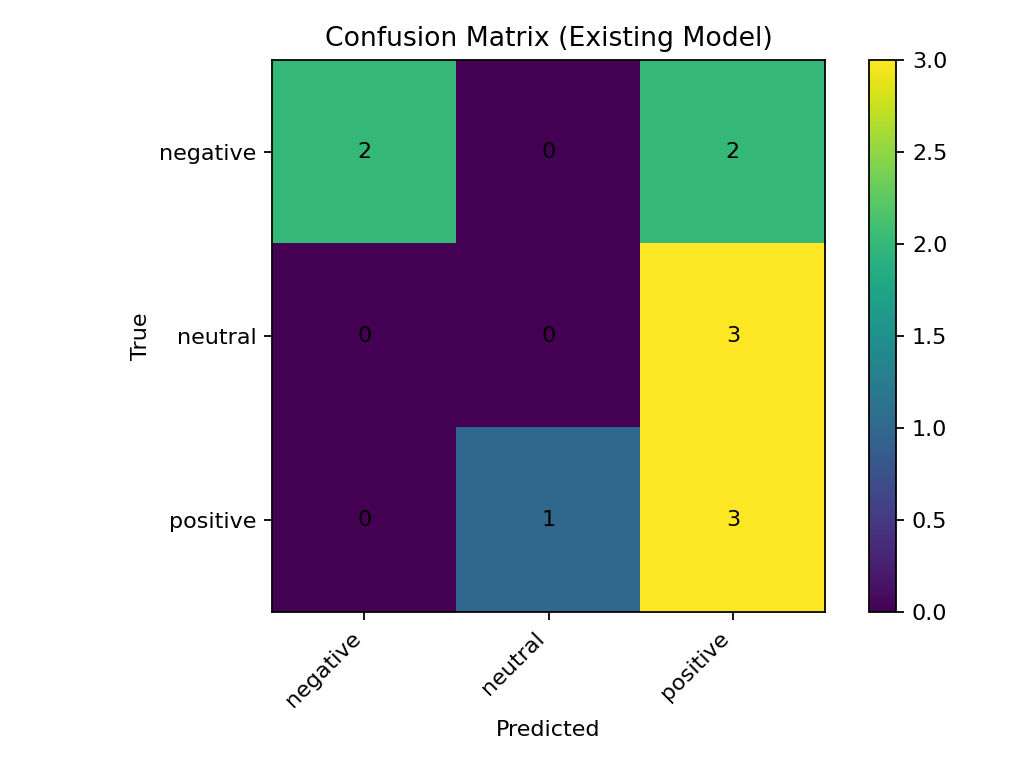 Confusion Matrix (Existing Model)
3.0
negative 2 0 2
2.5
2.0
True
neutral 0 0 3
1.5
1.0
positive 0 1 3
0.5
0.0
negative neutral positive
Predicted